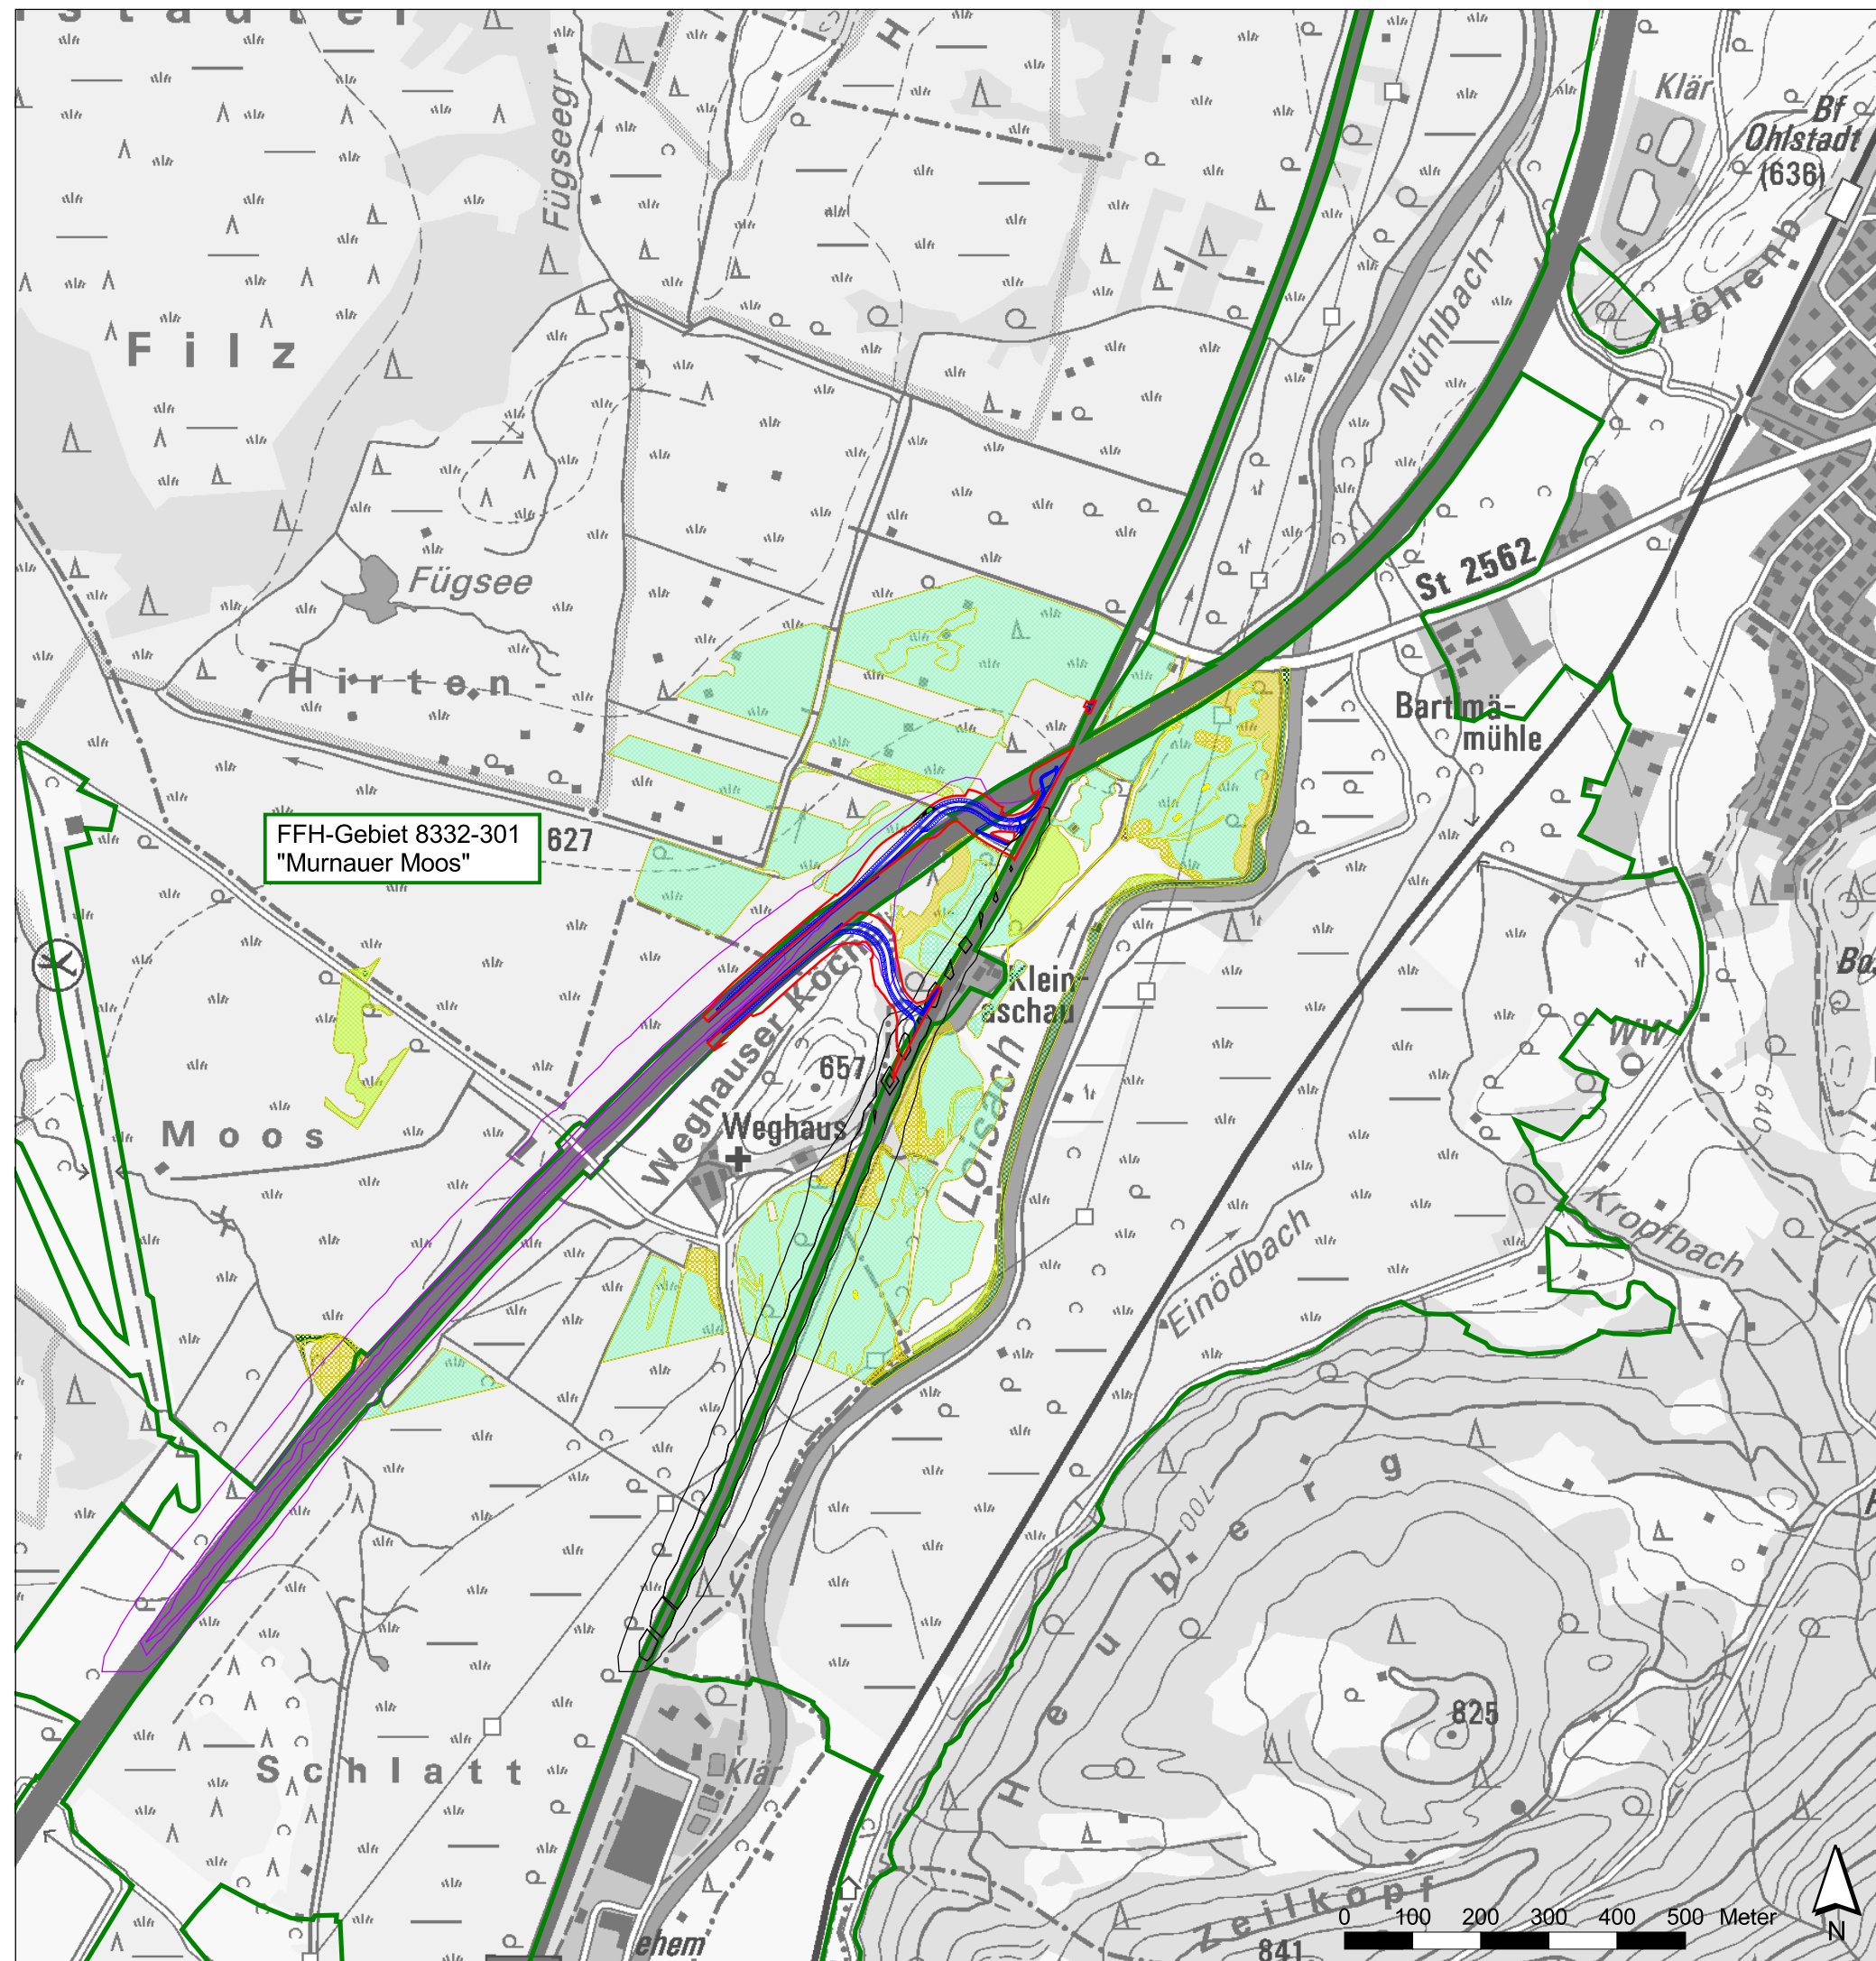 Fügseegr
Klär
Bf
Ohlstadt
(636)
Höhenb
Mühlbach
Filz
Fügsee
St 2562
Hirten-
Bartlmä-
mühle
FFH-Gebiet 8332-301
"Murnauer Moos"
627
Weghauser Köchl
Klein-
aschau
657
Loisach
WW
640
Moos
Weghaus
Kropfbach
Einödbach
700
Heuberg
825
Schlatt
Klär
Zeilkopf
841
ehem
0 100 200 300 400 500 Meter
N